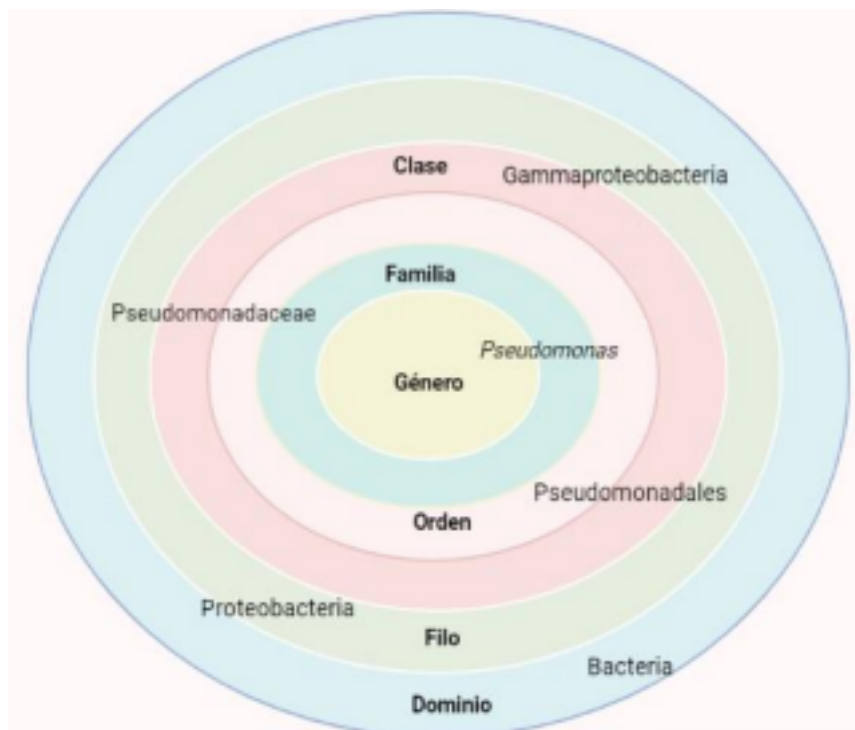 Clase
Gammaproteobacteria
Familia
Pseudomonadaceae
Pseudomonas
Género
Pseudomonadales
Orden
Proteobacteria
Filo
Bacteria
Dominio